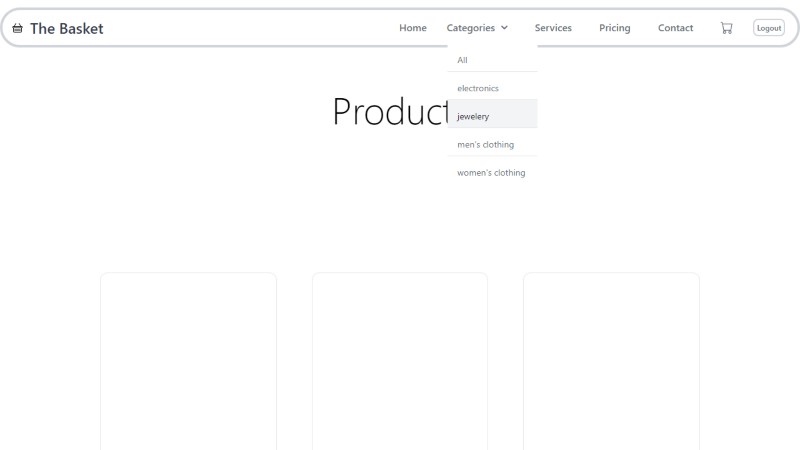 The Basket Home Categories Services Pricing Contact Logout
All
electronics
Product
jewelery
men's clothing
women's clothing